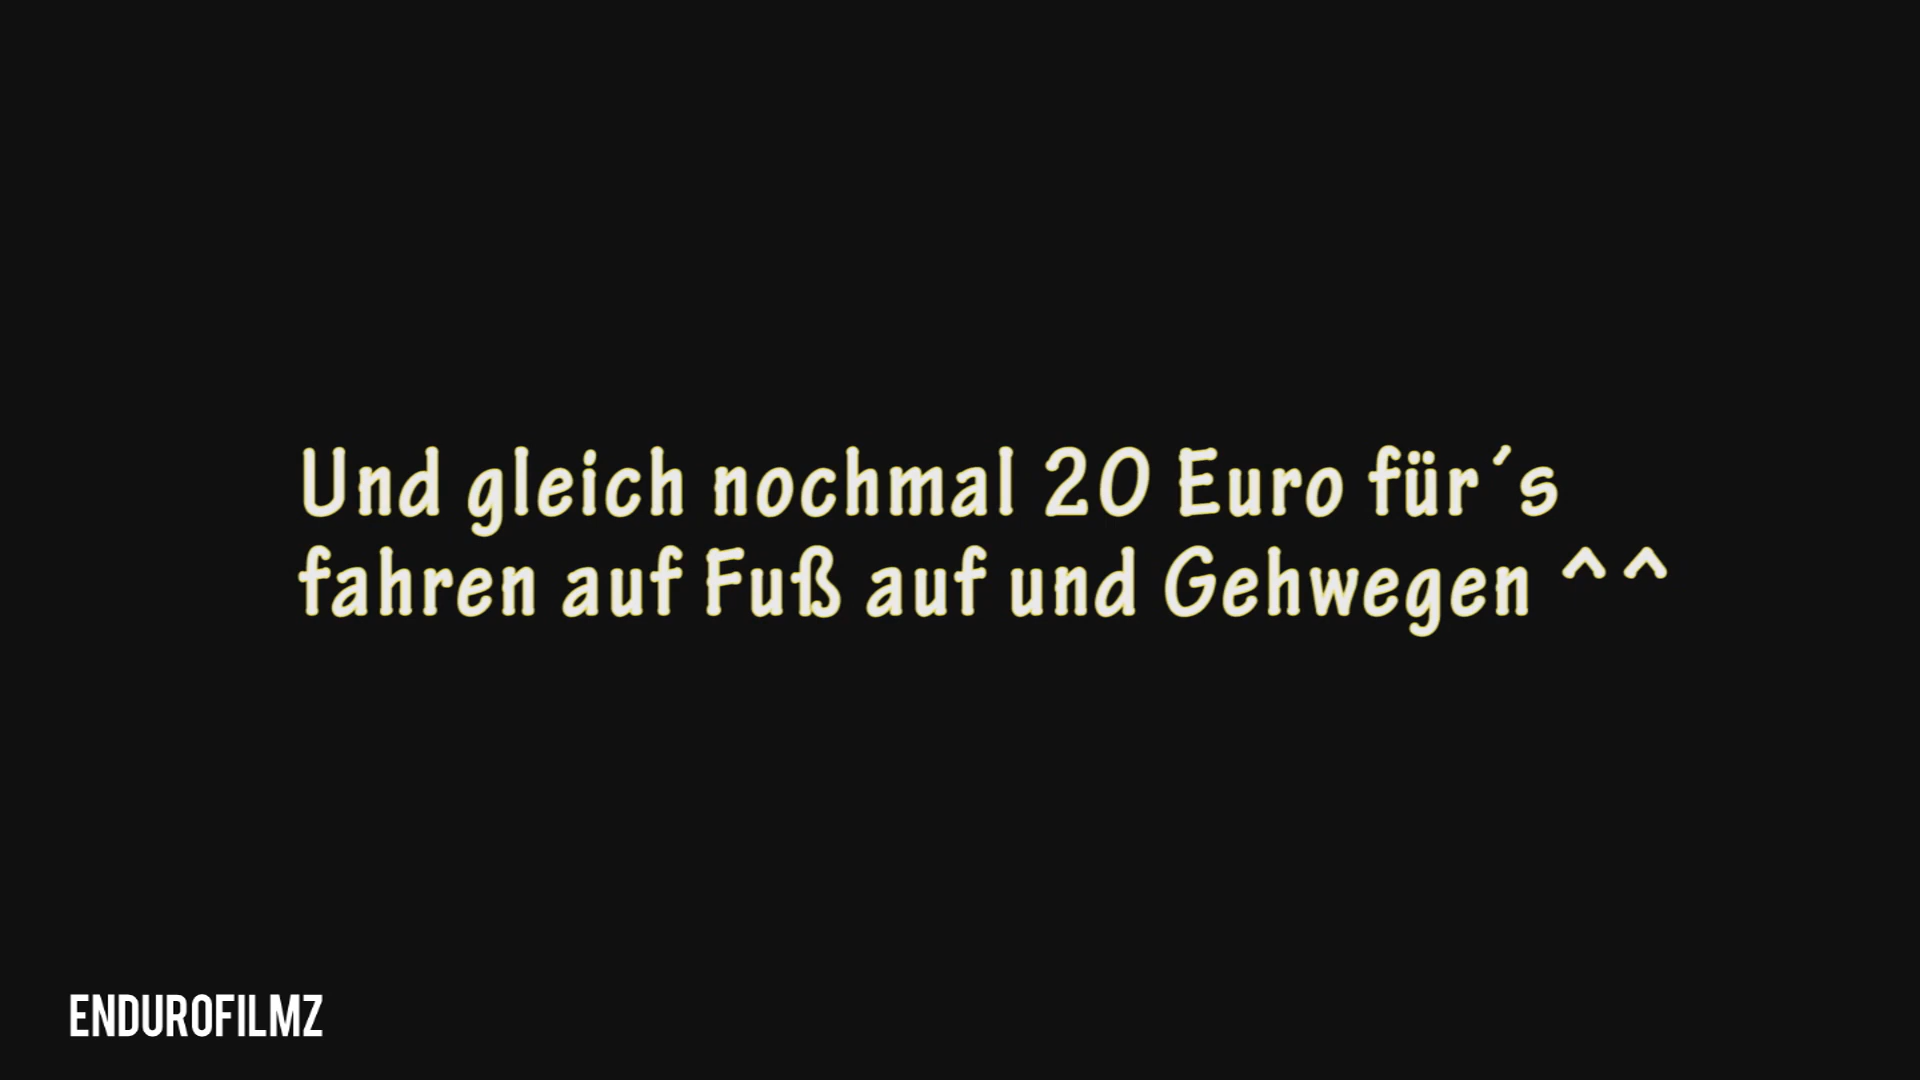 Und gleich nochmal 20 Euro für´s
fahren auf Fuß auf und Gehwegen ^^
ENDUROFILMZ